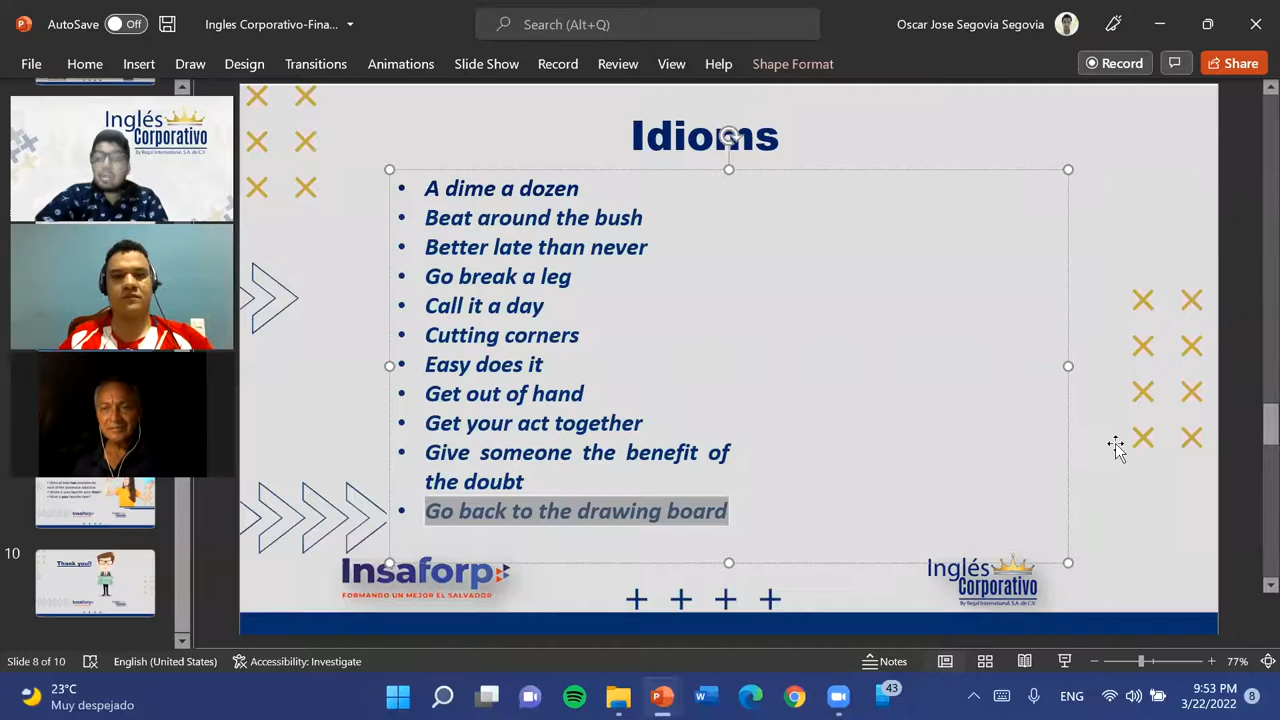 AutoSave Off Ingles Corporativo-Fina... Search (Alt+Q) Oscar Jose Segovia Segovia
File Home Insert Draw Design Transitions Animations Slide Show Record Review View Help Shape Format Record Share
Inglés
Corporativo
By Regal International, S.A. de C.V.
Idioms
• A dime a dozen
• Beat around the bush
• Better late than never
• Go break a leg
• Call it a day
• Cutting corners
• Easy does it
• Get out of hand
• Get your act together
• Give someone the benefit of
the doubt
• Go back to the drawing board
Insaforp
FORMANDO UN MEJOR EL SALVADOR
Inglés
Corporativo
By Regal International, S.A. de C.V.
10
Thank you!!
Slide 8 of 10 English (United States) Accessibility: Investigate Notes 77%
23°C
Muy despejado
43
ENG
9:53 PM
3/22/2022
8